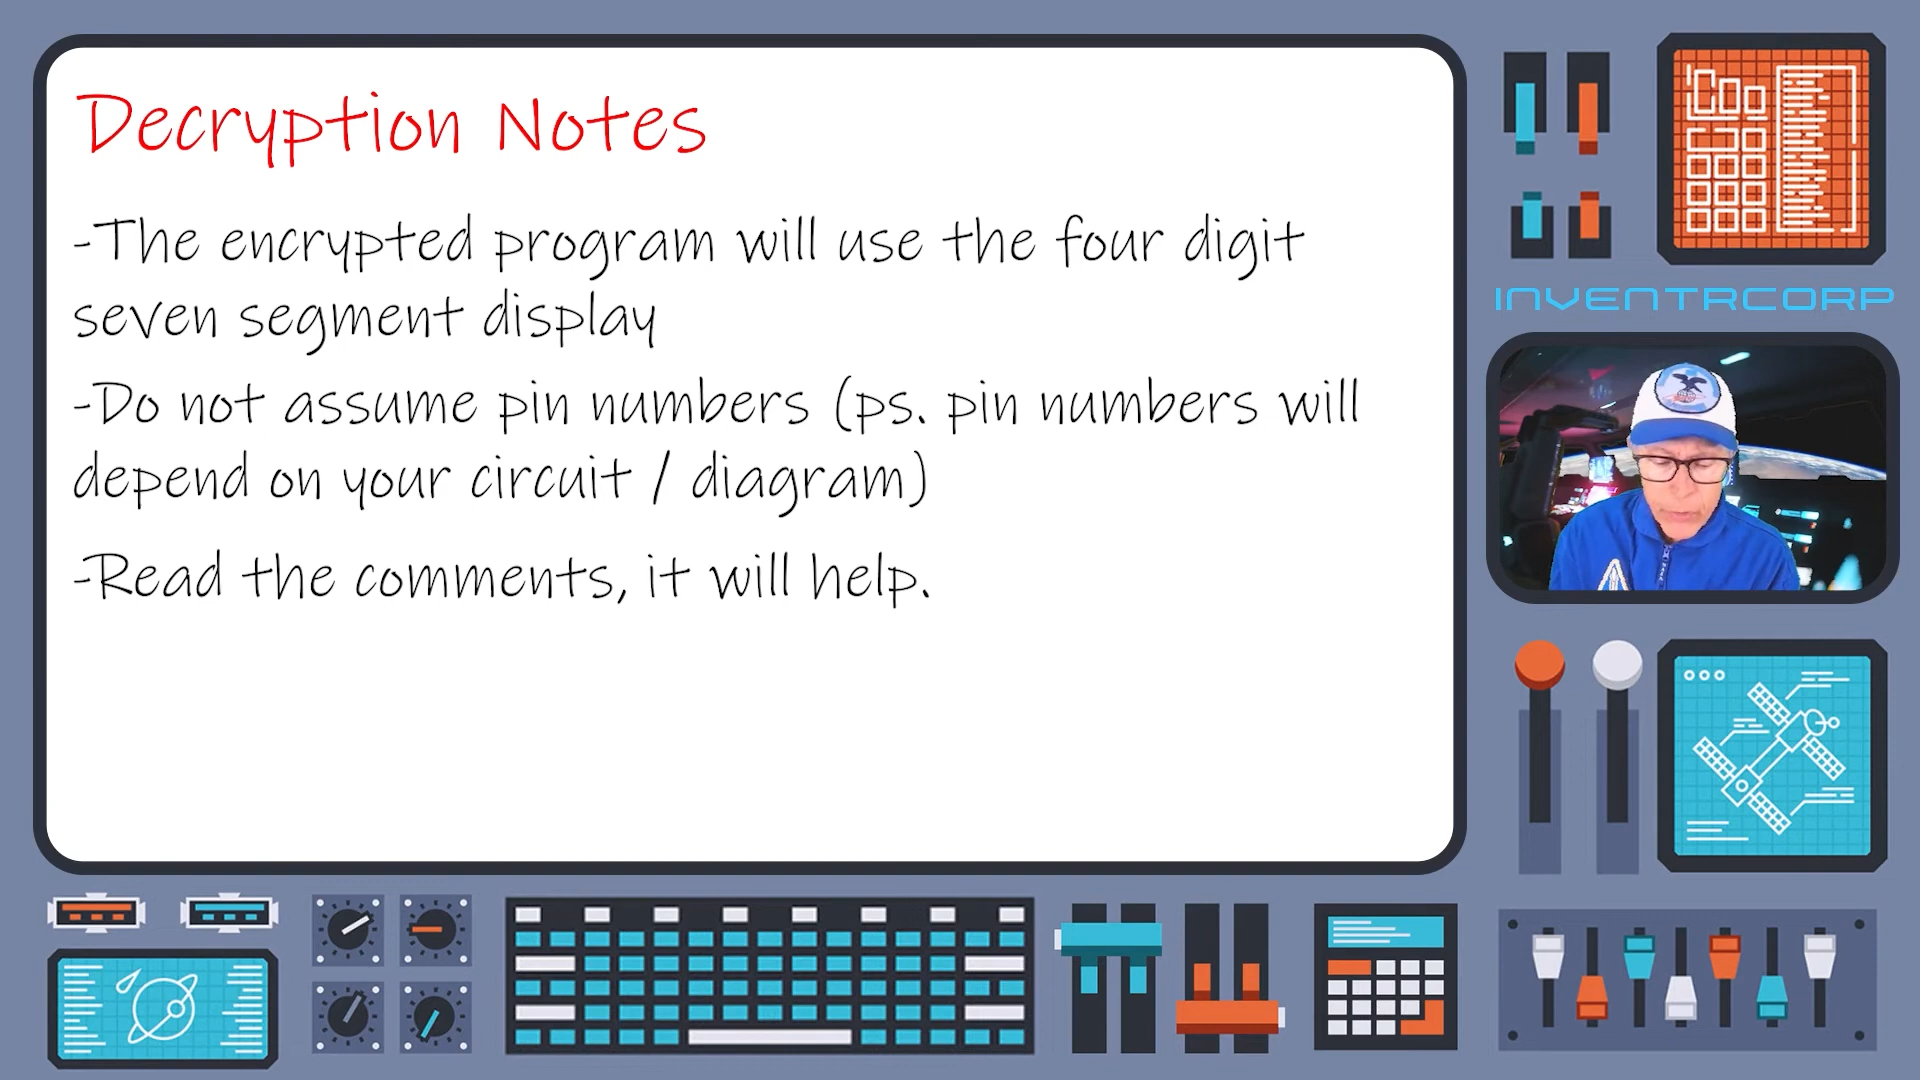 Decryption Notes
-The encrypted program will use the four digit
seven segment display
-Do not assume pin numbers (ps. pin numbers will
depend on your circuit / diagram)
-Read the comments, it will help.
INVENTRCORP